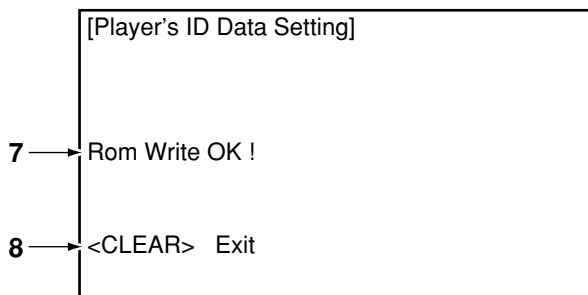 [Player's ID Data Setting]
7 Rom Write OK !
8 <CLEAR> Exit